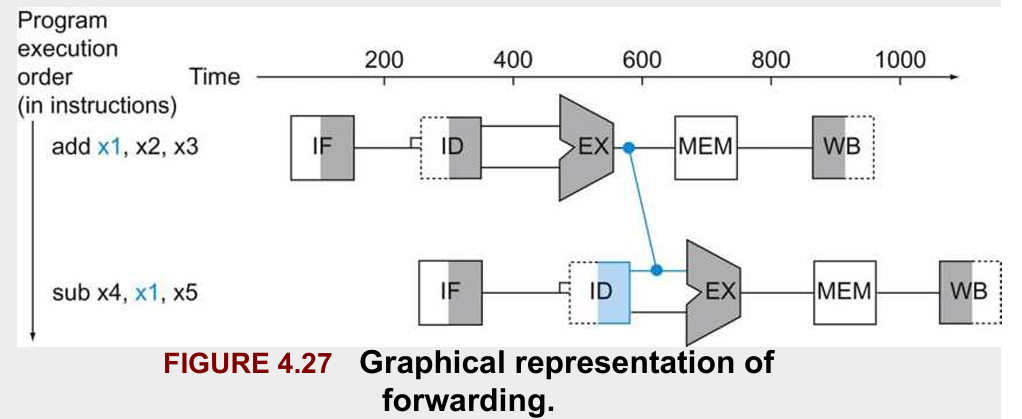 Program
execution
order
(in instructions)
Time
200 400 600 800 1000
add x1, x2, x3
IF ID EX MEM WB
sub x4, x1, x5
IF ID EX MEM WB
FIGURE 4.27 Graphical representation of
forwarding.